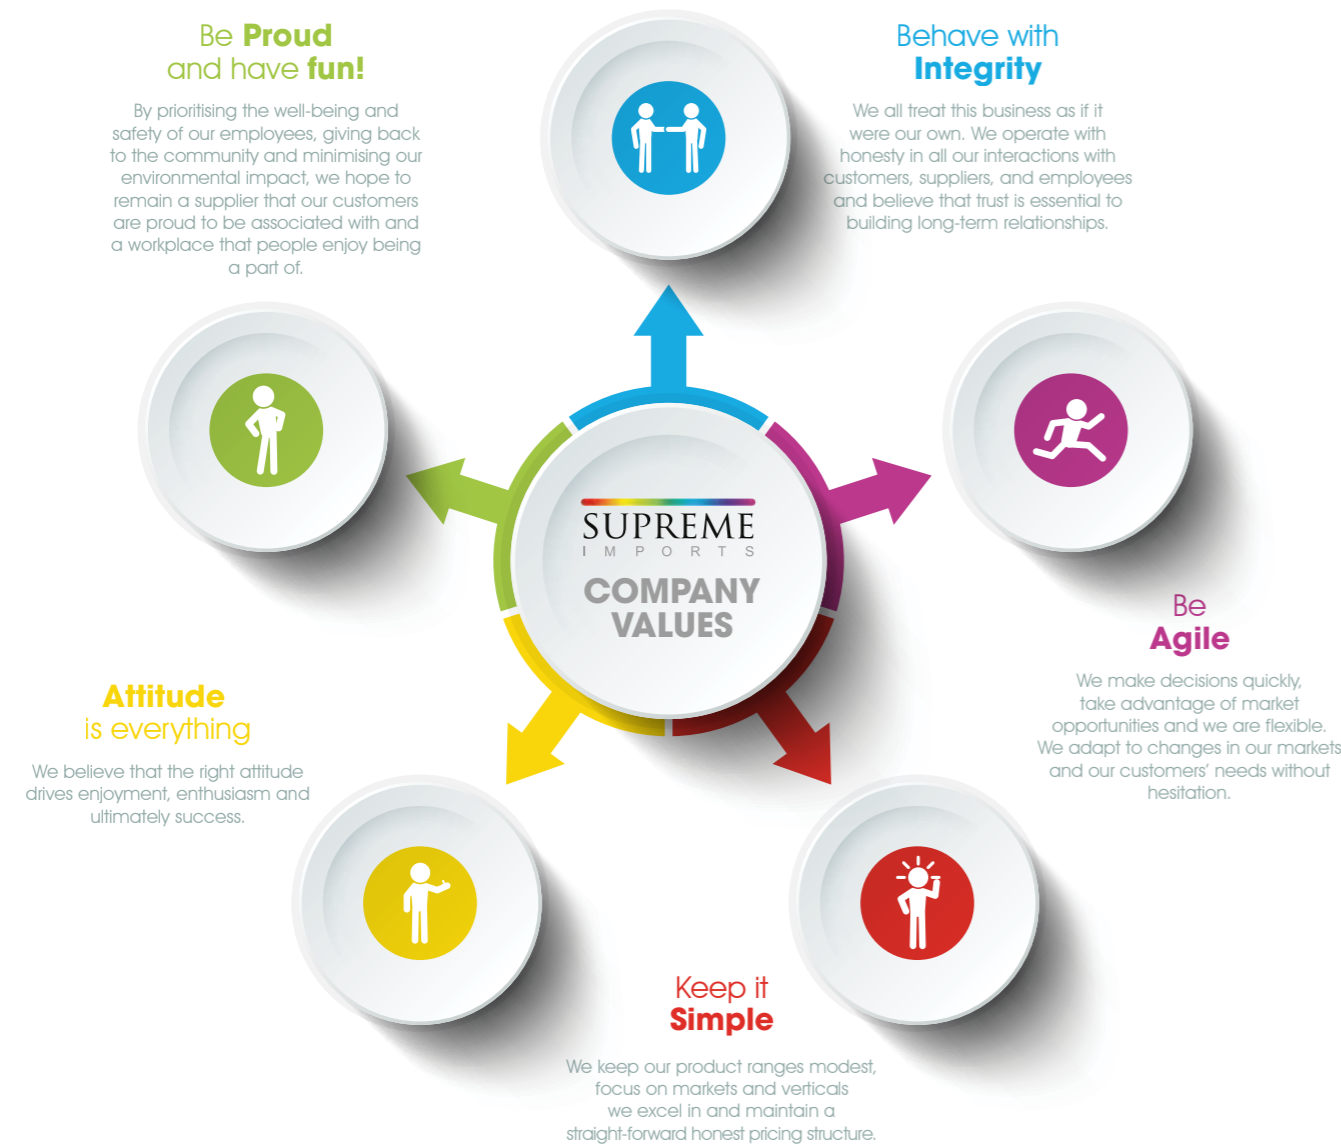 Be Proud
and have fun!
By prioritising the well-being and
safety of our employees, giving back
to the community and minimising our
environmental impact, we hope to
remain a supplier that our customers
are proud to be associated with and
a workplace that people enjoy being
a part of.
Behave with
Integrity
We all treat this business as if it
were our own. We operate with
honesty in all our interactions with
customers, suppliers, and employees
and believe that trust is essential to
building long-term relationships.
SUPREME
IMPORTS
COMPANY
VALUES
Be
Agile
We make decisions quickly,
take advantage of market
opportunities and we are flexible.
We adapt to changes in our markets
and our customers' needs without
hesitation.
Attitude
is everything
We believe that the right attitude
drives enjoyment, enthusiasm and
ultimately success.
Keep it
Simple
We keep our product ranges modest,
focus on markets and verticals
we excel in and maintain a
straight-forward honest pricing structure.